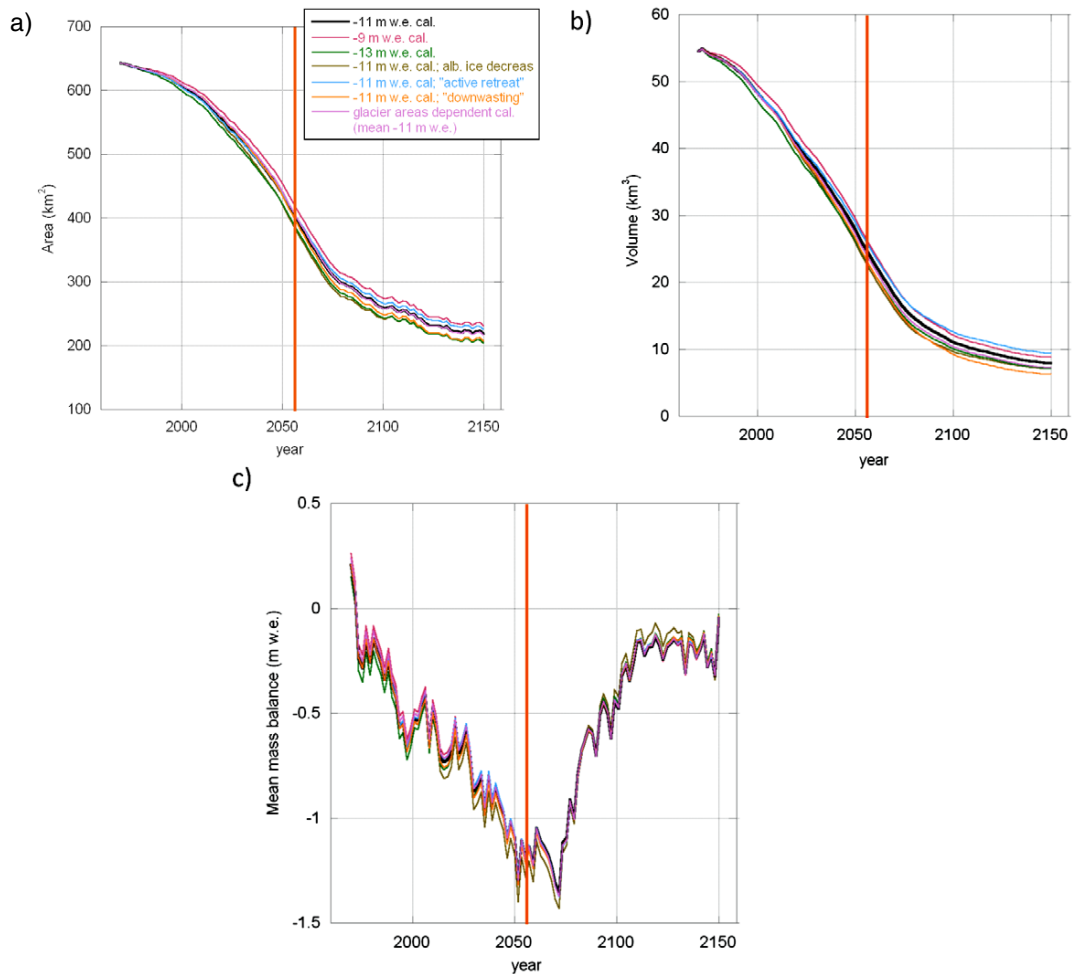 a)
700
600
500
400
300
200
100
Area (km²)
2000
2050
2100
2150
year
-11 m w.e. cal.
-9 m w.e. cal.
-13 m w.e. cal.
-11 m w.e. cal.; alb. ice decreas
-11 m w.e. cal; "active retreat"
-11 m w.e. cal.; "downwasting"
glacier areas dependent cal.
(mean -11 m w.e.)
b)
60
50
40
30
20
10
0
Volume (km³)
2000
2050
2100
2150
year
c)
0.5
0
-0.5
-1
-1.5
Mean mass balance (m w.e.)
2000
2050
2100
2150
year